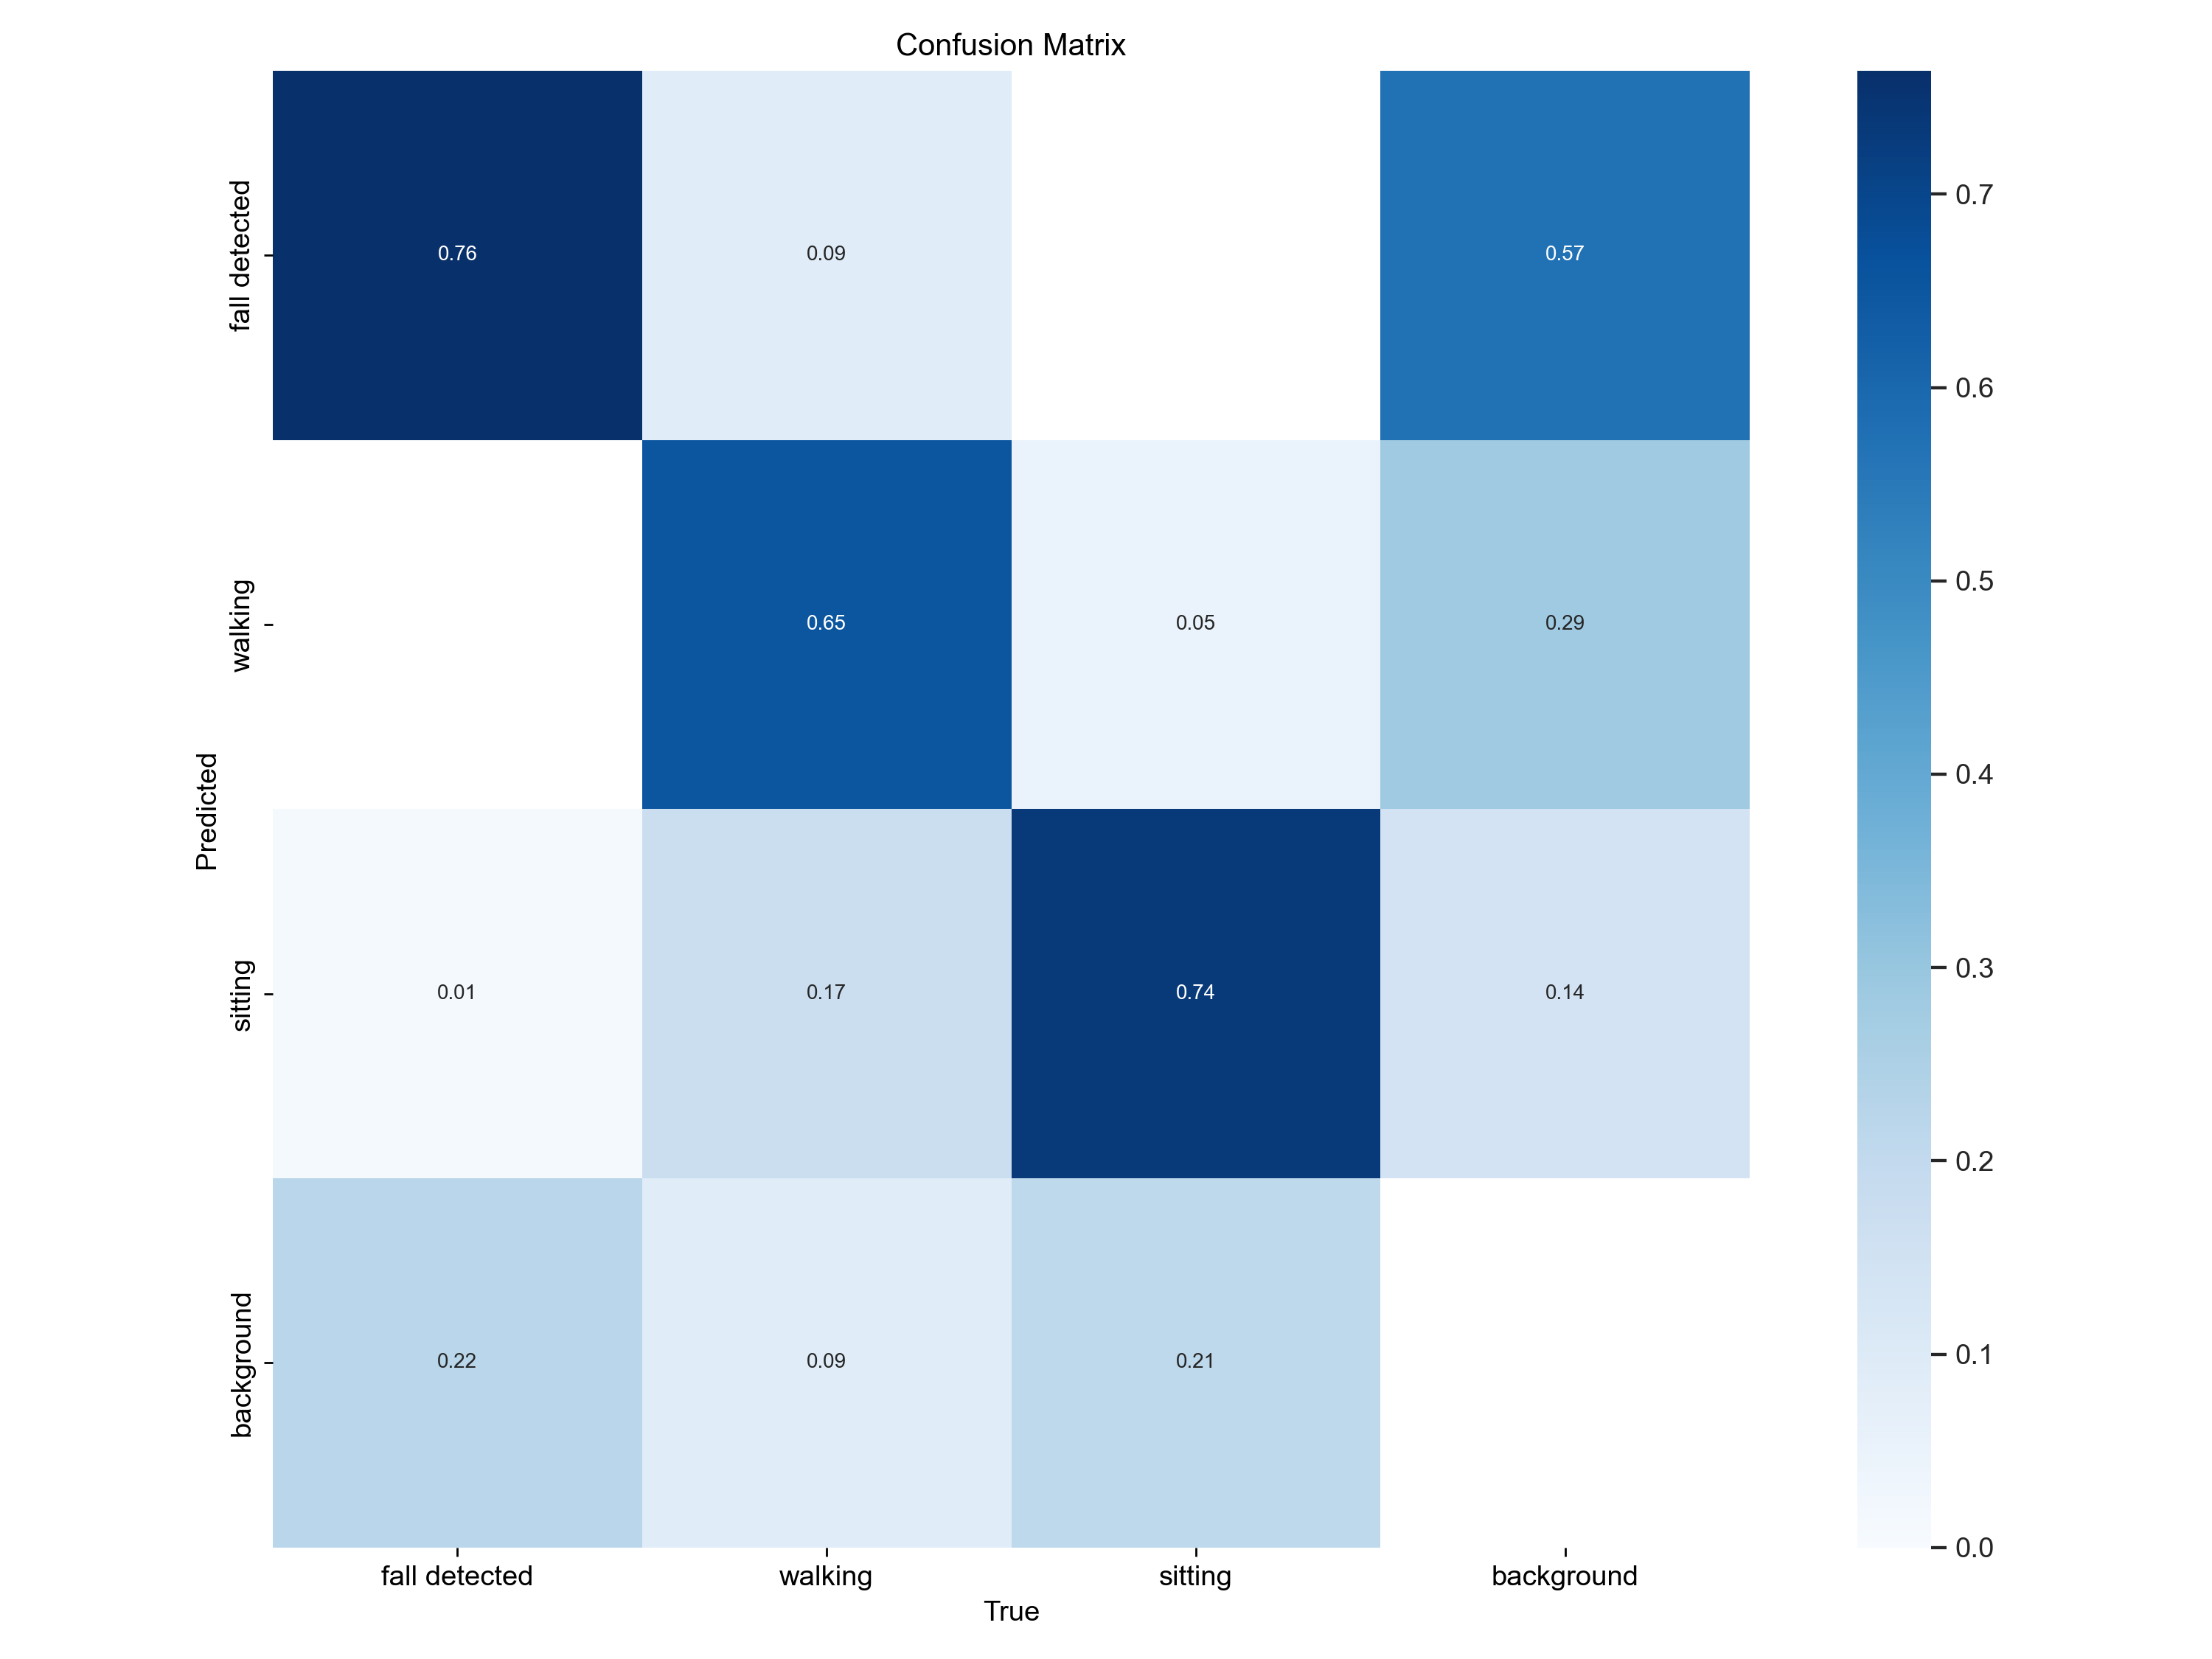 Confusion Matrix
fall detected
0.76
0.09
0.57
walking
0.65
0.05
0.29
Predicted
sitting
0.01
0.17
0.74
0.14
background
0.22
0.09
0.21
fall detected
walking
sitting
background
True
0.7
0.6
0.5
0.4
0.3
0.2
0.1
0.0